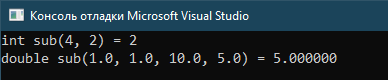 Консоль отладки Microsoft Visual Studio
int sub(4, 2) = 2
double sub(1.0, 1.0, 10.0, 5.0) = 5.000000